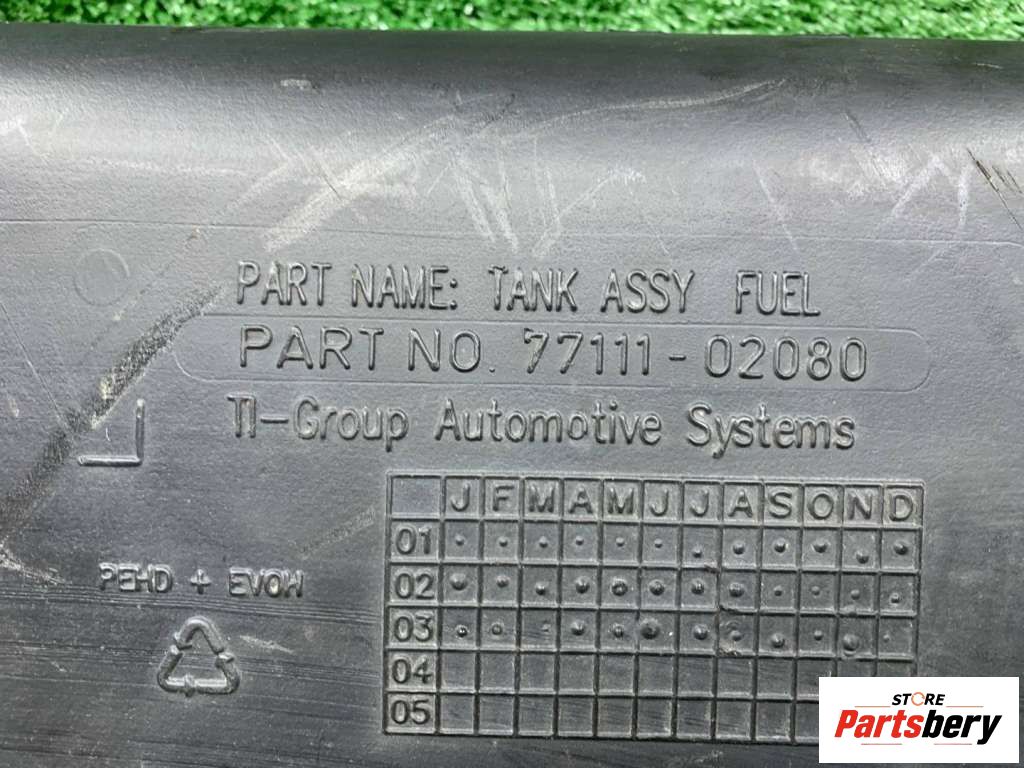 PART NAME: TANK ASSY FUEL
PART NO. 77111-02080
TI-Group Automotive Systems
J F M A M J J A S O N D
01
02
03
04
05
PEHD + EVOH
STORE
Partsbery